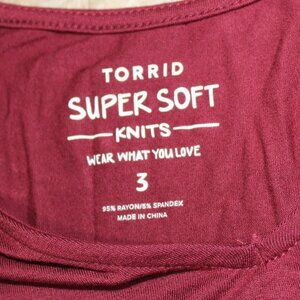 TORRID
SUPER SOFT
KNITS
WEAR WHAT YOU LOVE
3
95% RAYON/5% SPANDEX
MADE IN CHINA